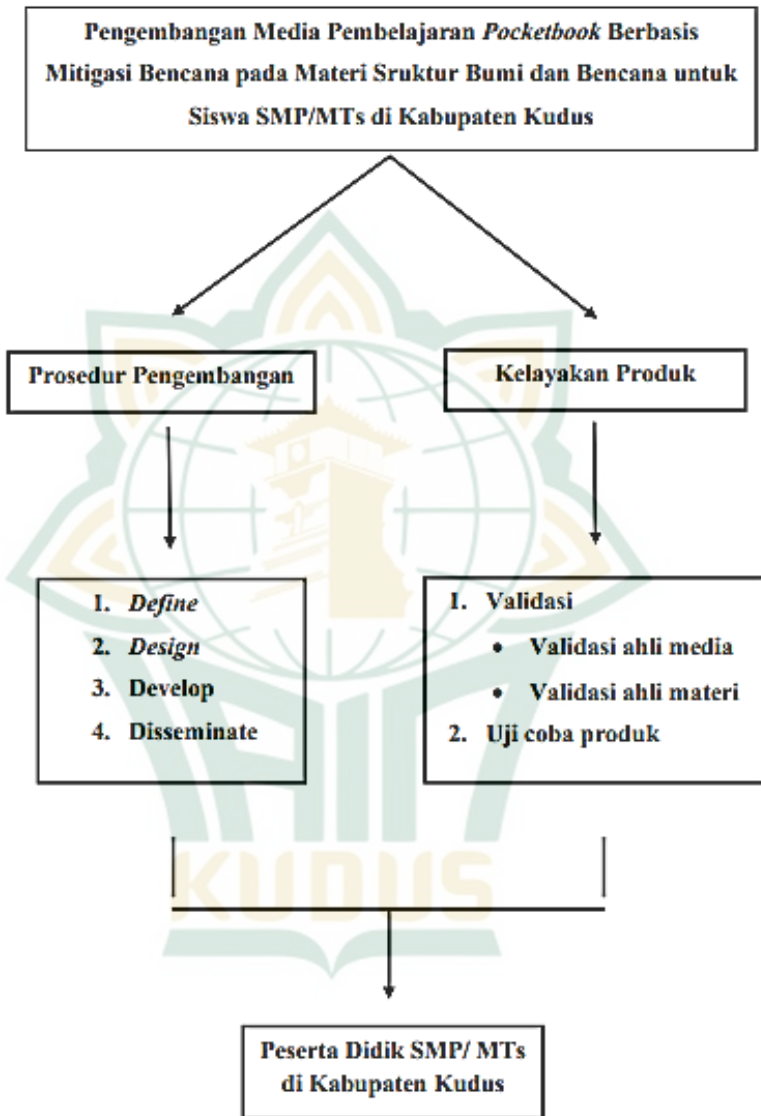 Pengembangan Media Pembelajaran Pocketbook Berbasis
Mitigasi Bencana pada Materi Sruktur Bumi dan Bencana untuk
Siswa SMP/MTs di Kabupaten Kudus
Prosedur Pengembangan
Kelayakan Produk
1. Define
2. Design
3. Develop
4. Disseminate
1. Validasi
• Validasi ahli media
• Validasi ahli materi
2. Uji coba produk
IAIN
KUDUS
Peserta Didik SMP/ MTs
di Kabupaten Kudus